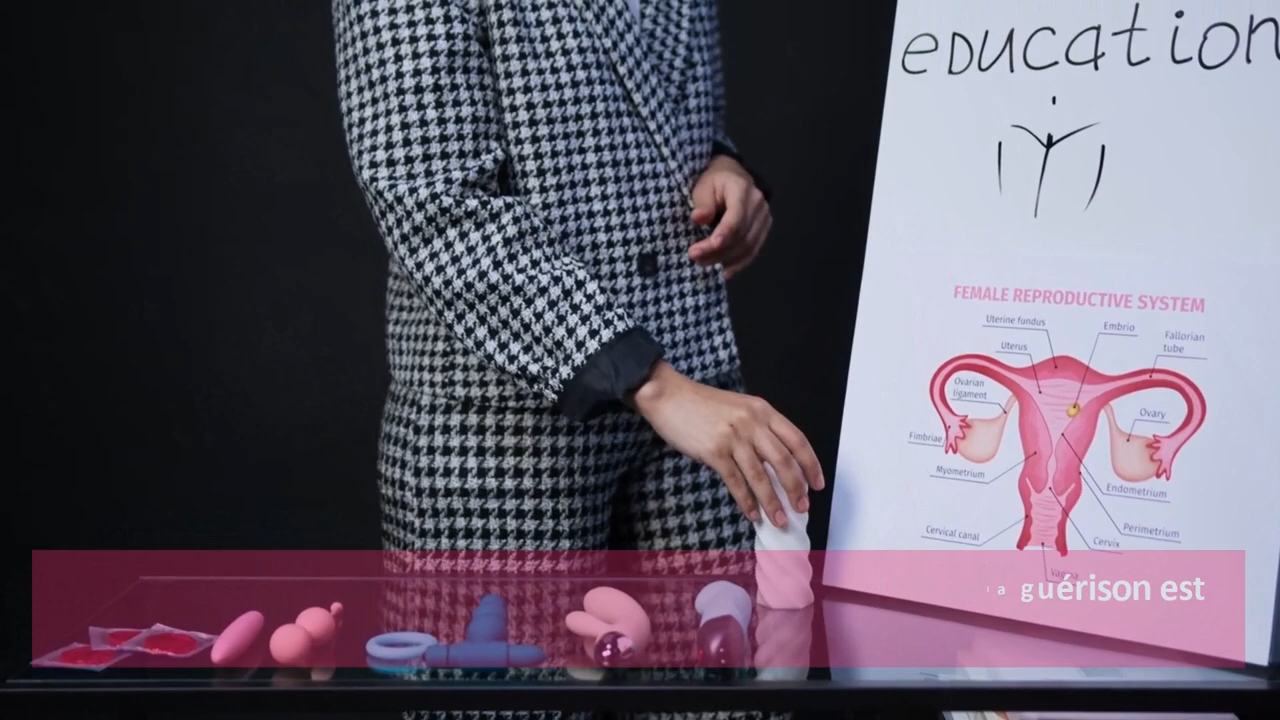 education
FEMALE REPRODUCTIVE SYSTEM
Uterine fundus
Embrio
Fallorian
tube
Uterus
Ovarian
ligament
Ovary
Fimbriae
Myometrium
Endometrium
Perimetrium
Cervical canal
Cervix
Vagina
a guérison est